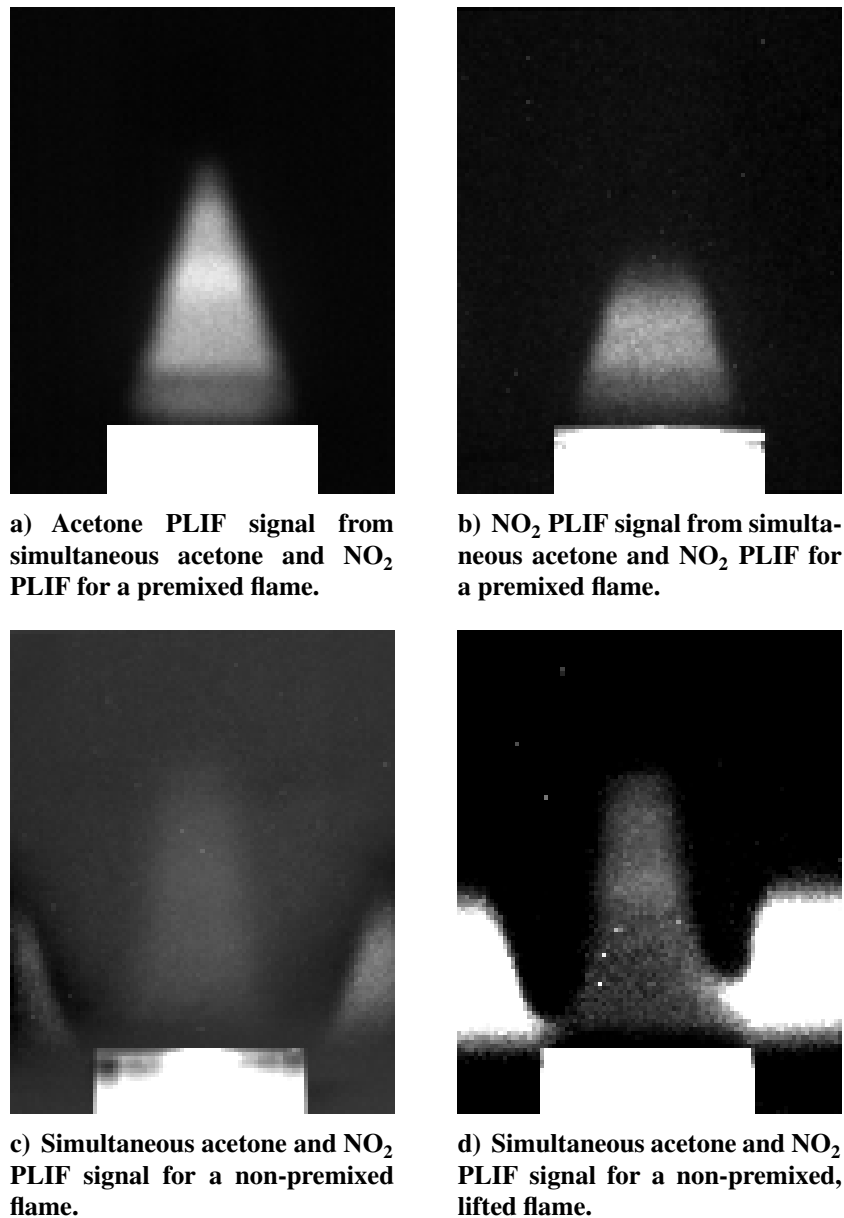 a) Acetone PLIF signal from
simultaneous acetone and NO₂
PLIF for a premixed flame.
b) NO₂ PLIF signal from simulta-
neous acetone and NO₂ PLIF for
a premixed flame.
c) Simultaneous acetone and NO₂
PLIF signal for a non-premixed
flame.
d) Simultaneous acetone and NO₂
PLIF signal for a non-premixed,
lifted flame.